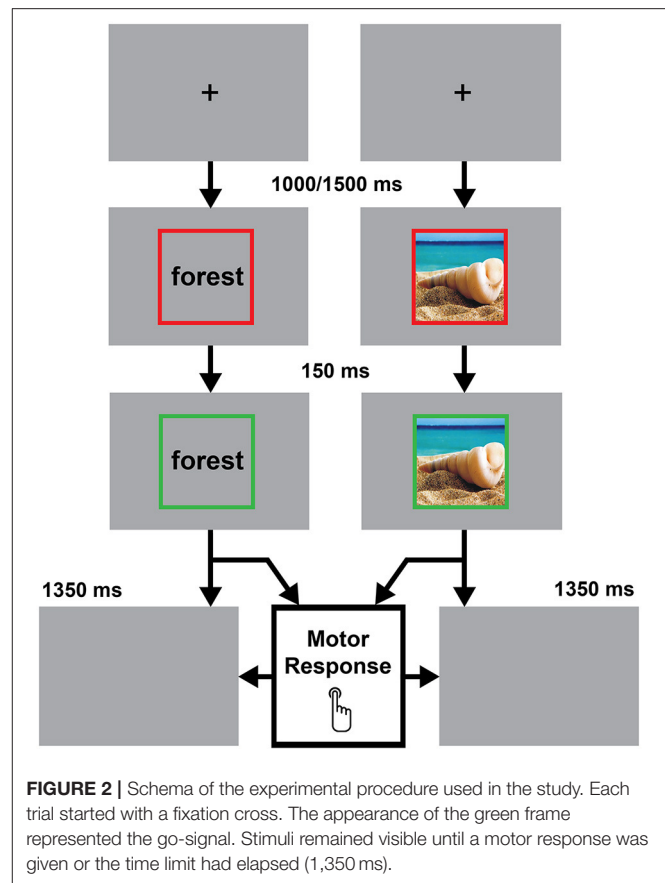 + +
1000/1500 ms
forest
150 ms
forest
1350 ms 1350 ms
Motor
Response
FIGURE 2 | Schema of the experimental procedure used in the study. Each
trial started with a fixation cross. The appearance of the green frame
represented the go-signal. Stimuli remained visible until a motor response was
given or the time limit had elapsed (1,350 ms).